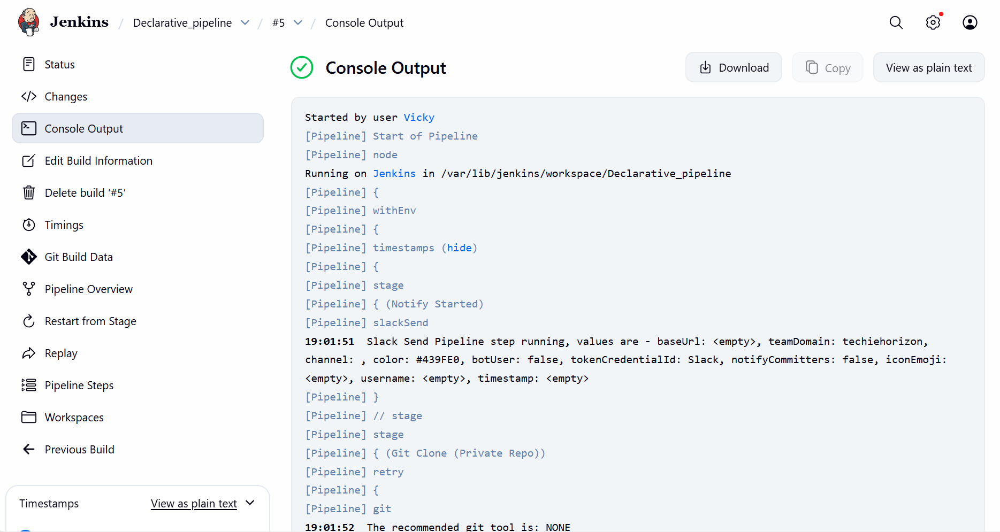 Jenkins / Declarative_pipeline / #5 / Console Output
Status
Changes
Console Output
Edit Build Information
Delete build ‘#5’
Timings
Git Build Data
Pipeline Overview
Restart from Stage
Replay
Pipeline Steps
Workspaces
Previous Build
Timestamps View as plain text
Console Output
Download
Copy
View as plain text
Started by user Vicky
[Pipeline] Start of Pipeline
[Pipeline] node
Running on Jenkins in /var/lib/jenkins/workspace/Declarative_pipeline
[Pipeline] {
[Pipeline] withEnv
[Pipeline] {
[Pipeline] timestamps (hide)
[Pipeline] {
[Pipeline] stage
[Pipeline] { (Notify Started)
[Pipeline] slackSend
19:01:51  Slack Send Pipeline step running, values are - baseUrl: <empty>, teamDomain: techiehorizon,
channel: , color: #439FE0, botUser: false, tokenCredentialId: Slack, notifyCommitters: false, iconEmoji:
<empty>, username: <empty>, timestamp: <empty>
[Pipeline] }
[Pipeline] // stage
[Pipeline] stage
[Pipeline] { (Git Clone (Private Repo))
[Pipeline] retry
[Pipeline] {
[Pipeline] git
19:01:52  The recommended git tool is: NONE